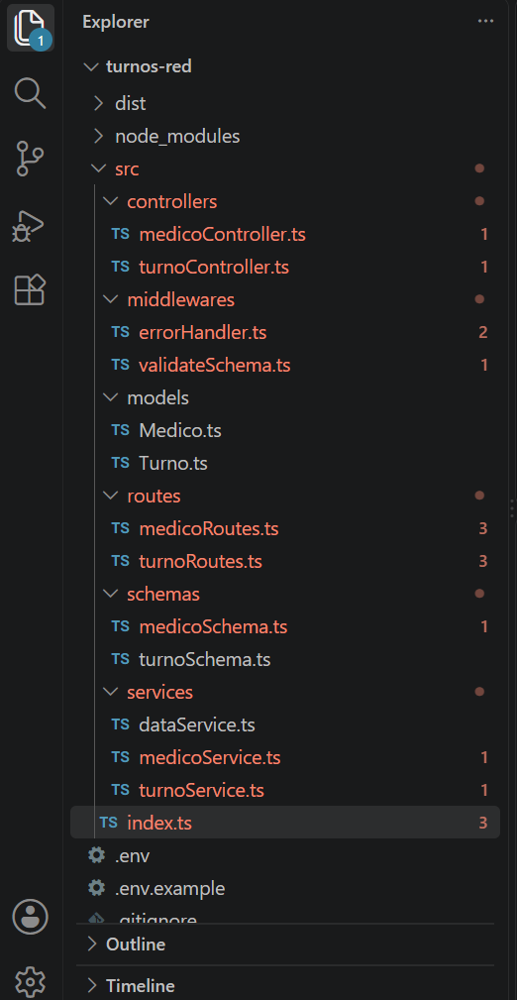 Explorer
1
turnos-red
dist
node_modules
src
controllers
TS medicoController.ts 1
TS turnoController.ts 1
middlewares
TS errorHandler.ts 2
TS validateSchema.ts 1
models
TS Medico.ts
TS Turno.ts
routes
TS medicoRoutes.ts 3
TS turnoRoutes.ts 3
schemas
TS medicoSchema.ts 1
TS turnoSchema.ts
services
TS dataService.ts
TS medicoService.ts 1
TS turnoService.ts 1
TS index.ts 3
.env
.env.example
.gitignore
Outline
Timeline